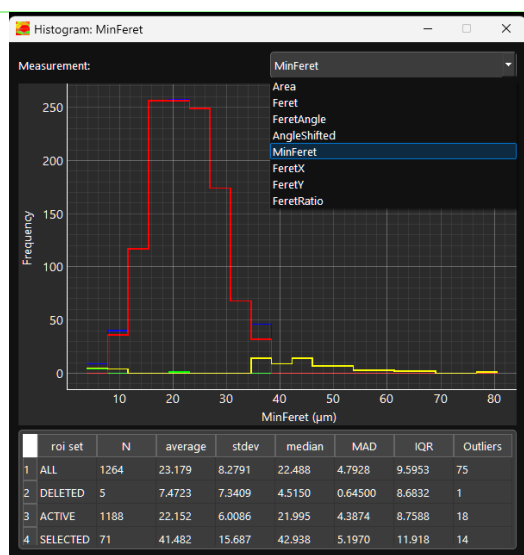 Histogram: MinFeret
Measurement:
MinFeret
Area
Feret
FeretAngle
AngleShifted
MinFeret
FeretX
FeretY
FeretRatio
250
200
150
100
50
0
Frequency
10 20 30 40 50 60 70 80
MinFeret (µm)
roi set N average stdev median MAD IQR Outliers
1 ALL 1264 23.179 8.2791 22.488 4.7928 9.5953 75
2 DELETED 5 7.4723 7.3409 4.5150 0.64500 8.6832 1
3 ACTIVE 1188 22.152 6.0086 21.995 4.3874 8.7588 18
4 SELECTED 71 41.482 15.687 42.938 5.1970 11.918 14